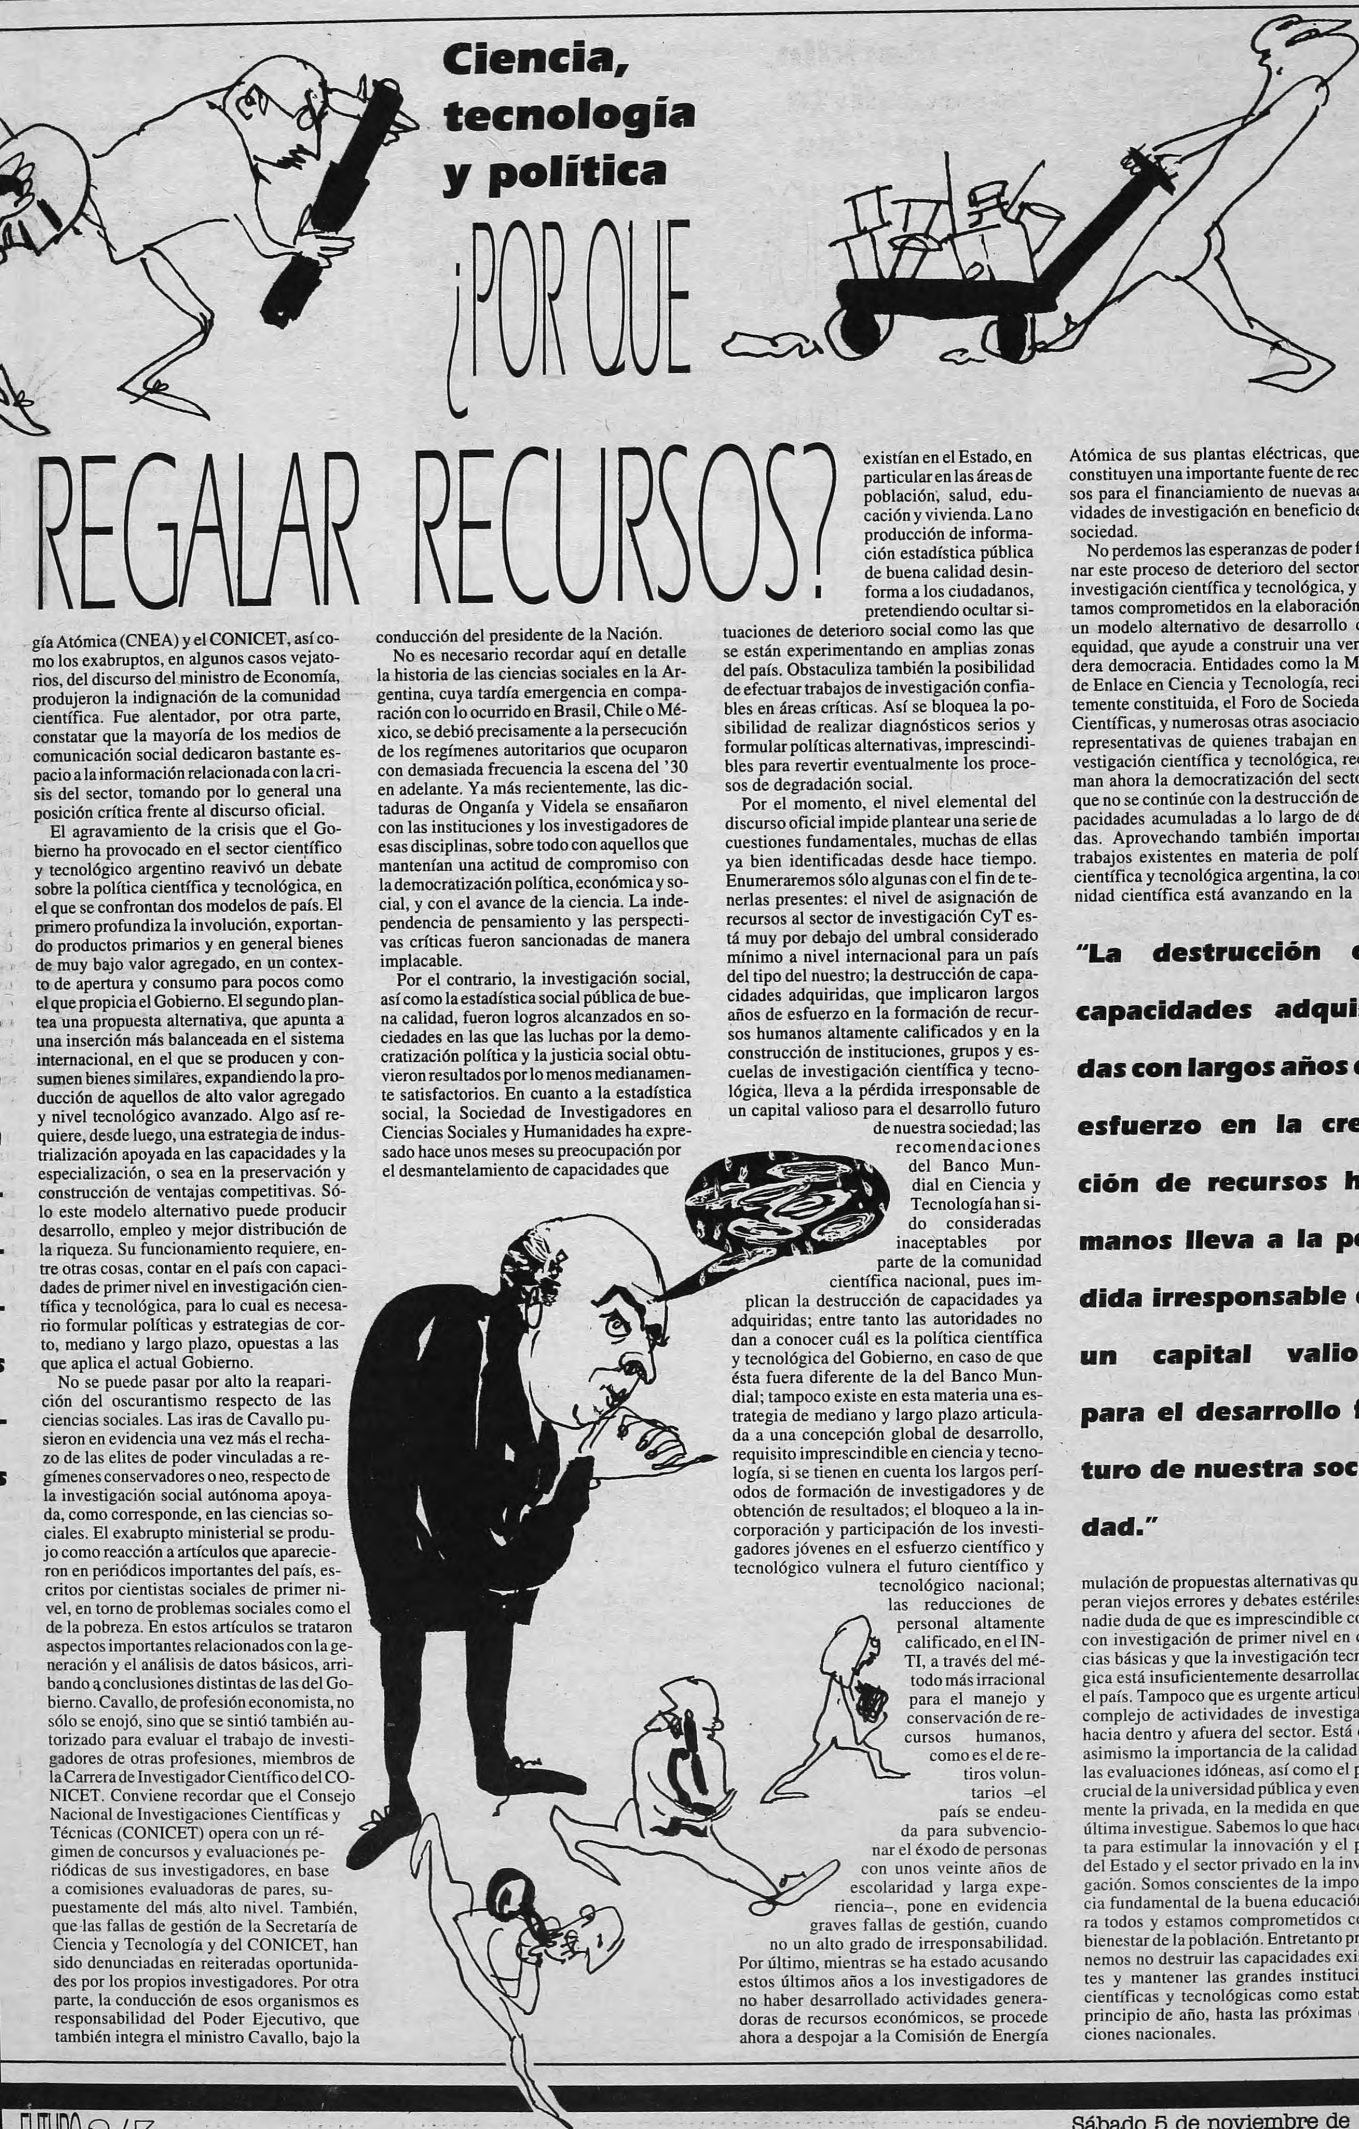 Ciencia,
tecnología
y política
¿POR QUE
REGALAR RECURSOS?
gía Atómica (CNEA) y el CONICET, así co-
mo los exabruptos, en algunos casos vejato-
rios, del discurso del ministro de Economía,
produjeron la indignación de la comunidad
científica. Fue alentador, por otra parte,
constatar que la mayoría de los medios de
comunicación social dedicaron bastante es-
pacio a la información relacionada con la cri-
sis del sector, tomando por lo general una
posición crítica frente al discurso oficial.
El agravamiento de la crisis que el Go-
bierno ha provocado en el sector científico
y tecnológico argentino reavivó un debate
sobre la política científica y tecnológica, en
el que se confrontan dos modelos de país. El
primero profundiza la involución, exportan-
do productos primarios y en general bienes
de muy bajo valor agregado, en un contex-
to de apertura y consumo para pocos como
el que propicia el Gobierno. El segundo plan-
tea una propuesta alternativa, que apunta a
una inserción más balanceada en el sistema
internacional, en el que se producen y con-
sumen bienes similares, expandiendo la pro-
ducción de aquellos de alto valor agregado
y nivel tecnológico avanzado. Algo así re-
quiere, desde luego, una estrategia de indus-
trialización apoyada en las capacidades y la
especialización, o sea en la preservación y
construcción de ventajas competitivas. Só-
lo este modelo alternativo puede producir
desarrollo, empleo y mejor distribución de
la riqueza. Su funcionamiento requiere, en-
tre otras cosas, contar en el país con capaci-
dades de primer nivel en investigación cien-
tífica y tecnológica, para lo cual es necesa-
rio formular políticas y estrategias de cor-
to, mediano y largo plazo, opuestas a las
que aplica el actual Gobierno.
No se puede pasar por alto la reapari-
ción del oscurantismo respecto de las
ciencias sociales. Las iras de Cavallo pu-
sieron en evidencia una vez más el recha-
zo de las elites de poder vinculadas a re-
gímenes conservadores o neo, respecto de
la investigación social autónoma apoya-
da, como corresponde, en las ciencias so-
ciales. El exabrupto ministerial se produ-
jo como reacción a artículos que aparecie-
ron en periódicos importantes del país, es-
critos por cientistas sociales de primer ni-
vel, en torno de problemas sociales como el
de la pobreza. En estos artículos se trataron
aspectos importantes relacionados con la ge-
neración y el análisis de datos básicos, arri-
bando a conclusiones distintas de las del Go-
bierno. Cavallo, de profesión economista, no
sólo se enojó, sino que se sintió también au-
torizado para evaluar el trabajo de investi-
gadores de otras profesiones, miembros de
la Carrera de Investigador Científico del CO-
NICET. Conviene recordar que el Consejo
Nacional de Investigaciones Científicas y
Técnicas (CONICET) opera con un ré-
gimen de concursos y evaluaciones pe-
riódicas de sus investigadores, en base
a comisiones evaluadoras de pares, su-
puestamente del más alto nivel. También,
que las fallas de gestión de la Secretaría de
Ciencia y Tecnología y del CONICET, han
sido denunciadas en reiteradas oportunida-
des por los propios investigadores. Por otra
parte, la conducción de esos organismos es
responsabilidad del Poder Ejecutivo, que
también integra el ministro Cavallo, bajo la
conducción del presidente de la Nación.
No es necesario recordar aquí en detalle
la historia de las ciencias sociales en la Ar-
gentina, cuya tardía emergencia en compa-
ración con lo ocurrido en Brasil, Chile o Mé-
xico, se debió precisamente a la persecución
de los regímenes autoritarios que ocuparon
con demasiada frecuencia la escena del '30
en adelante. Ya más recientemente, las dic-
taduras de Onganía y Videla se ensañaron
con las instituciones y los investigadores de
esas disciplinas, sobre todo con aquellos que
mantenían una actitud de compromiso con
la democratización política, económica y so-
cial, y con el avance de la ciencia. La inde-
pendencia de pensamiento y las perspecti-
vas críticas fueron sancionadas de manera
implacable.
Por el contrario, la investigación social,
así como la estadística social pública de bue-
na calidad, fueron logros alcanzados en so-
ciedades en las que las luchas por la demo-
cratización política y la justicia social obtu-
vieron resultados por lo menos medianamen-
te satisfactorios. En cuanto a la estadística
social, la Sociedad de Investigadores en
Ciencias Sociales y Humanidades ha expre-
sado hace unos meses su preocupación por
el desmantelamiento de capacidades que
existían en el Estado, en
particular en las áreas de
población, salud, edu-
cación y vivienda. La no
producción de informa-
ción estadística pública
de buena calidad desin-
forma a los ciudadanos,
pretendiendo ocultar si-
tuaciones de deterioro social como las que
se están experimentando en amplias zonas
del país. Obstaculiza también la posibilidad
de efectuar trabajos de investigación confia-
bles en áreas críticas. Así se bloquea la po-
sibilidad de realizar diagnósticos serios y
formular políticas alternativas, imprescindi-
bles para revertir eventualmente los proce-
sos de degradación social.
Por el momento, el nivel elemental del
discurso oficial impide plantear una serie de
cuestiones fundamentales, muchas de ellas
ya bien identificadas desde hace tiempo.
Enumeraremos sólo algunas con el fin de te-
nerlas presentes: el nivel de asignación de
recursos al sector de investigación CyT es-
tá muy por debajo del umbral considerado
mínimo a nivel internacional para un país
del tipo del nuestro; la destrucción de capa-
cidades adquiridas, que implicaron largos
años de esfuerzo en la formación de recur-
sos humanos altamente calificados y en la
construcción de instituciones, grupos y es-
cuelas de investigación científica y tecno-
lógica, lleva a la pérdida irresponsable de
un capital valioso para el desarrollo futuro
de nuestra sociedad; las
recomendaciones
del Banco Mun-
dial en Ciencia y
Tecnología han si-
do consideradas
inaceptables por
parte de la comunidad
científica nacional, pues im-
plican la destrucción de capacidades ya
adquiridas; entre tanto las autoridades no
dan a conocer cuál es la política científica
y tecnológica del Gobierno, en caso de que
ésta fuera diferente de la del Banco Mun-
dial; tampoco existe en esta materia una es-
trategia de mediano y largo plazo articula-
da a una concepción global de desarrollo,
requisito imprescindible en ciencia y tecno-
logía, si se tienen en cuenta los largos perí-
odos de formación de investigadores y de
obtención de resultados; el bloqueo a la in-
corporación y participación de los investi-
gadores jóvenes en el esfuerzo científico y
tecnológico vulnera el futuro científico y
tecnológico nacional;
las reducciones de
personal altamente
calificado, en el IN-
TI, a través del mé-
todo más irracional
para el manejo y
conservación de re-
cursos humanos,
como es el de re-
tiros volun-
tarios –el
país se endeu-
da para subvencio-
nar el éxodo de personas
con unos veinte años de
escolaridad y larga expe-
riencia–, pone en evidencia
graves fallas de gestión, cuando
no un alto grado de irresponsabilidad.
Por último, mientras se ha estado acusando
estos últimos años a los investigadores de
no haber desarrollado actividades genera-
doras de recursos económicos, se procede
ahora a despojar a la Comisión de Energía
Atómica de sus plantas eléctricas, que
constituyen una importante fuente de rec
sos para el financiamiento de nuevas ac
vidades de investigación en beneficio de
sociedad.
No perdemos las esperanzas de poder f
nar este proceso de deterioro del sector
investigación científica y tecnológica, y
tamos comprometidos en la elaboración
un modelo alternativo de desarrollo c
equidad, que ayude a construir una ver
dera democracia. Entidades como la M
de Enlace en Ciencia y Tecnología, reci
temente constituida, el Foro de Socieda
Científicas, y numerosas otras asociacio
representativas de quienes trabajan en
vestigación científica y tecnológica, rec
man ahora la democratización del secto
que no se continúe con la destrucción de
pacidades acumuladas a lo largo de dé
das. Aprovechando también importan
trabajos existentes en materia de polí
científica y tecnológica argentina, la co
nidad científica está avanzando en la
"La destrucción
capacidades adqui
das con largos años
esfuerzo en la cre
ción de recursos h
manos lleva a la pé
dida irresponsable
un capital valio
para el desarrollo f
turo de nuestra soc
dad."
mulación de propuestas alternativas qu
peran viejos errores y debates estériles
nadie duda de que es imprescindible co
con investigación de primer nivel en c
cias básicas y que la investigación tecn
gica está insuficientemente desarrollad
el país. Tampoco que es urgente articul
complejo de actividades de investiga
hacia dentro y afuera del sector. Está
asimismo la importancia de la calidad
las evaluaciones idóneas, así como el p
crucial de la universidad pública y even
mente la privada, en la medida en que
última investigue. Sabemos lo que hace
ta para estimular la innovación y el p
del Estado y el sector privado en la inv
gación. Somos conscientes de la impo
cia fundamental de la buena educación
ra todos y estamos comprometidos co
bienestar de la población. Entretanto pr
nemos no destruir las capacidades exi
tes y mantener las grandes instituci
científicas y tecnológicas como estab
principio de año, hasta las próximas
ciones nacionales.
FUTURO 2/3
Sábado 5 de noviembre de